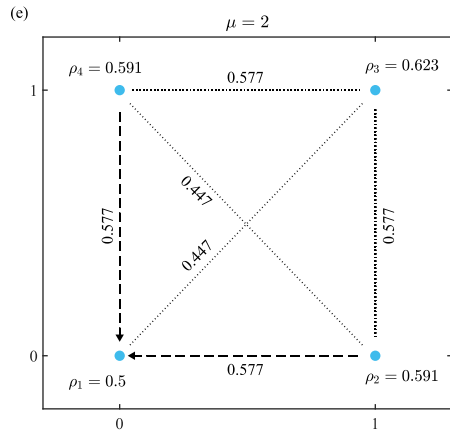 (e)
μ = 2
ρ₄ = 0.591
ρ₃ = 0.623
0.577
1
0.447
0.577
0.577
0.447
0
0.577
ρ₁ = 0.5
ρ₂ = 0.591
0
1